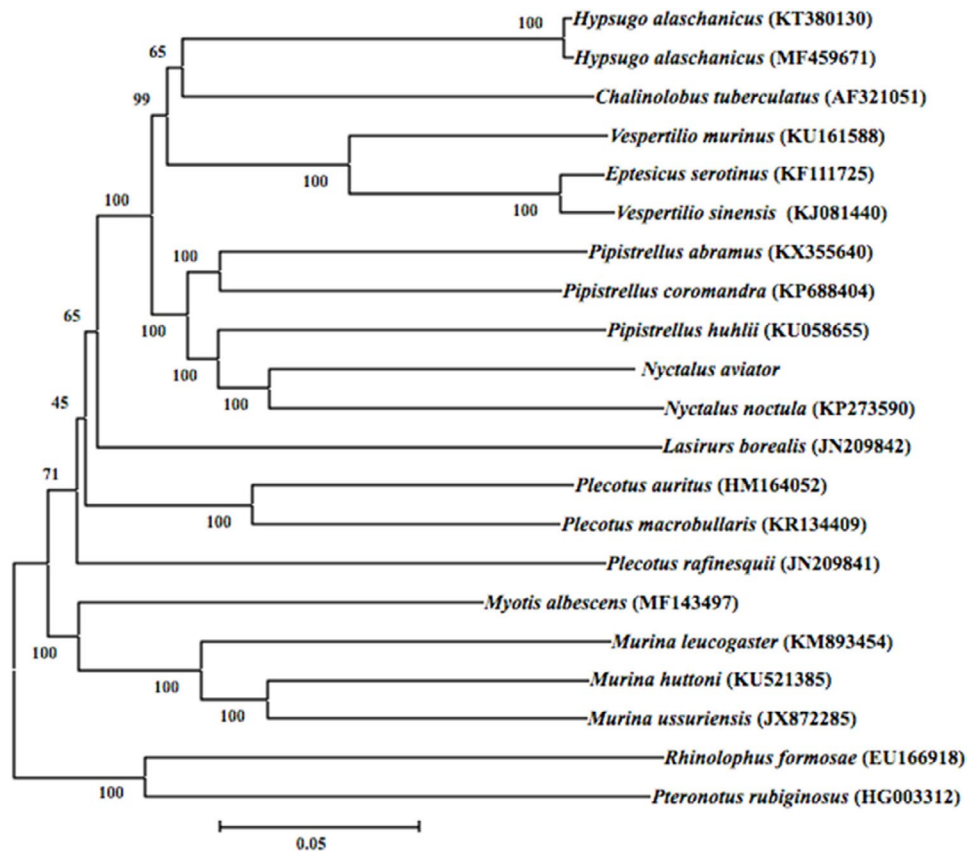 100
Hypsugo alaschanicus (KT380130)
65
Hypsugo alaschanicus (MF459671)
99
Chalinolobus tuberculatus (AF321051)
Vespertilio murinus (KU161588)
100
Eptesicus serotinus (KF111725)
100
100
Vespertilio sinensis (KJ081440)
100
Pipistrellus abramus (KX355640)
Pipistrellus coromandra (KP688404)
65
100
Pipistrellus huhlii (KU058655)
100
Nyctalus aviator
45
100
Nyctalus noctula (KP273590)
Lasirurs borealis (JN209842)
71
Plecotus auritus (HM164052)
100
Plecotus macrobullaris (KR134409)
Plecotus rafinesquii (JN209841)
Myotis albescens (MF143497)
100
Murina leucogaster (KM893454)
100
Murina huttoni (KU521385)
100
Murina ussuriensis (JX872285)
Rhinolophus formosae (EU166918)
100
Pteronotus rubiginosus (HG003312)
0.05